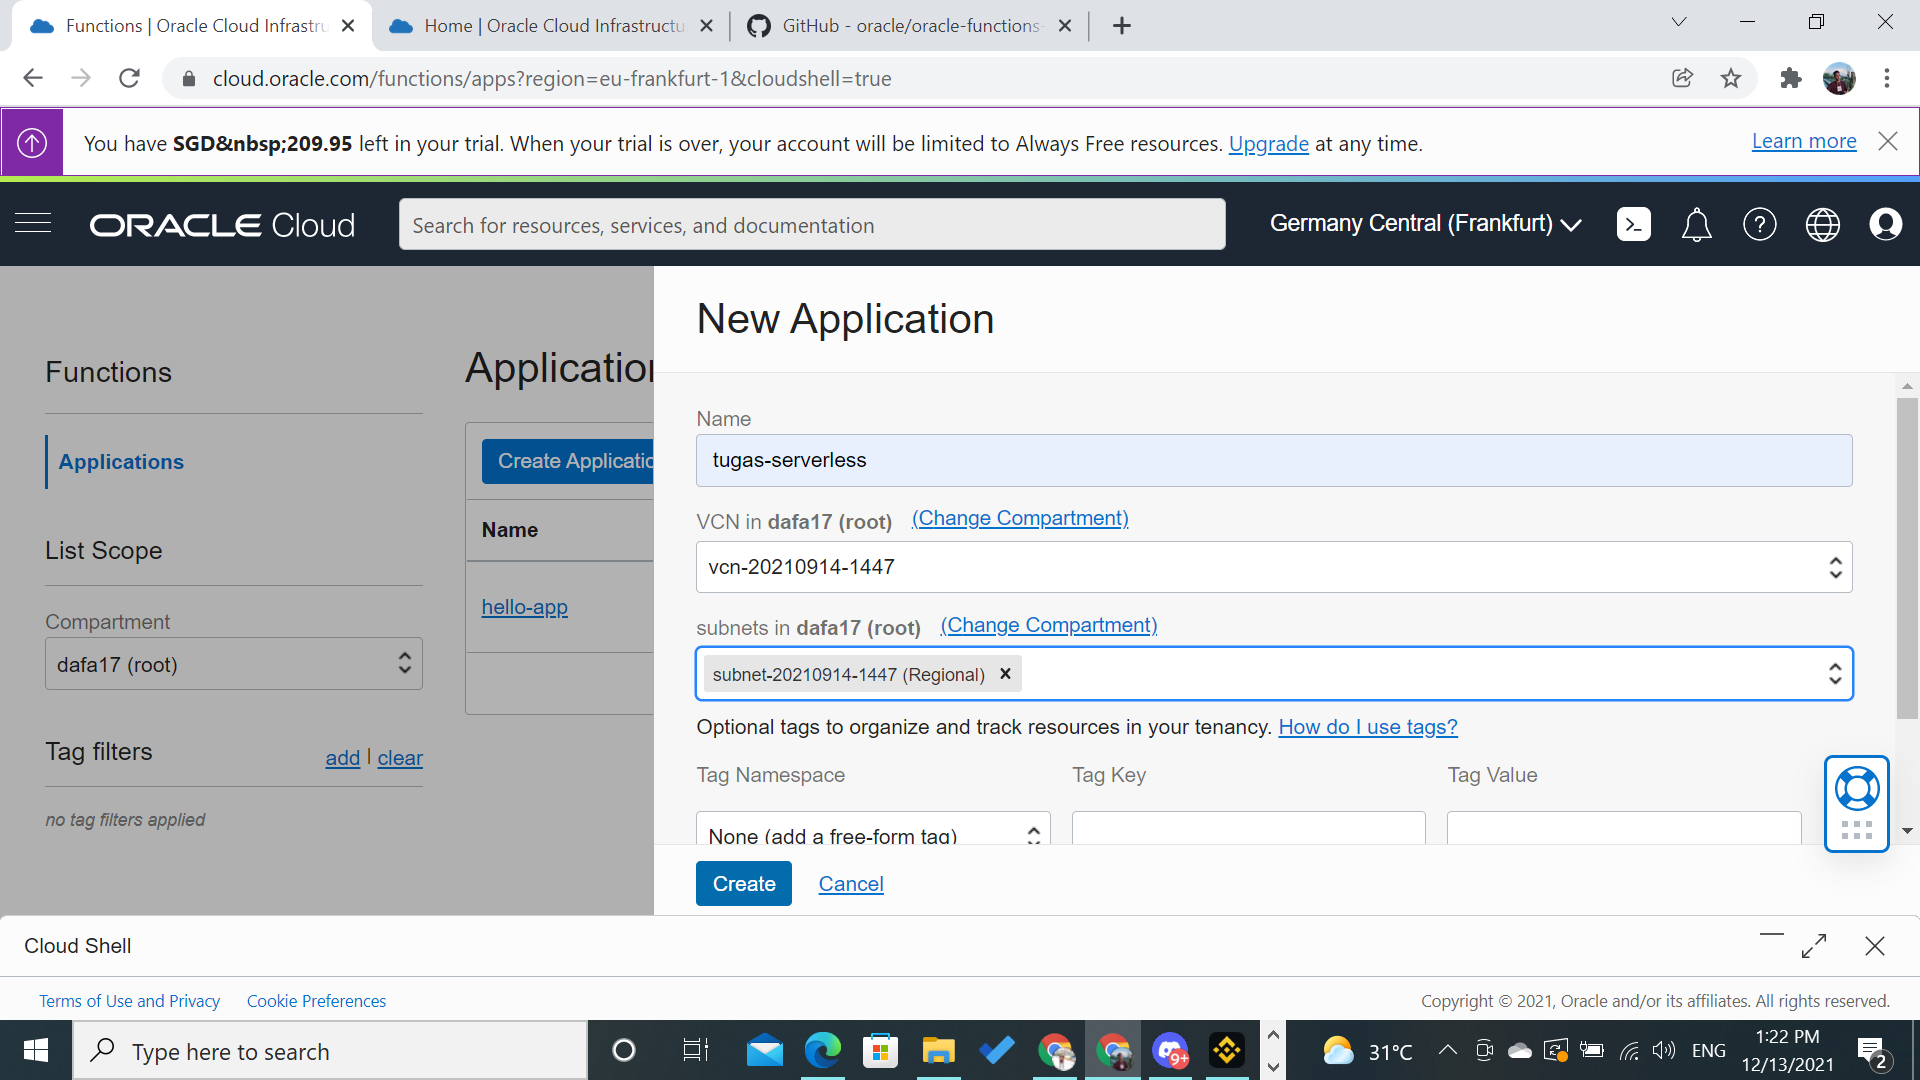 Functions | Oracle Cloud Infrastru
Home | Oracle Cloud Infrastructu
GitHub - oracle/oracle-functions-
cloud.oracle.com/functions/apps?region=eu-frankfurt-1&cloudshell=true
You have SGD&nbsp;209.95 left in your trial. When your trial is over, your account will be limited to Always Free resources. Upgrade at any time.
Learn more
ORACLE Cloud
Search for resources, services, and documentation
Germany Central (Frankfurt)
Functions
Applications
List Scope
Compartment
dafa17 (root)
Tag filters
add | clear
no tag filters applied
Application
Create Applicatio
Name
hello-app
New Application
Name
tugas-serverless
VCN in dafa17 (root) (Change Compartment)
vcn-20210914-1447
subnets in dafa17 (root) (Change Compartment)
subnet-20210914-1447 (Regional)
Optional tags to organize and track resources in your tenancy. How do I use tags?
Tag Namespace
Tag Key
Tag Value
None (add a free-form tag)
Create
Cancel
Cloud Shell
Terms of Use and Privacy
Cookie Preferences
Copyright © 2021, Oracle and/or its affiliates. All rights reserved.
Type here to search
9+
31°C
ENG
1:22 PM
12/13/2021
2